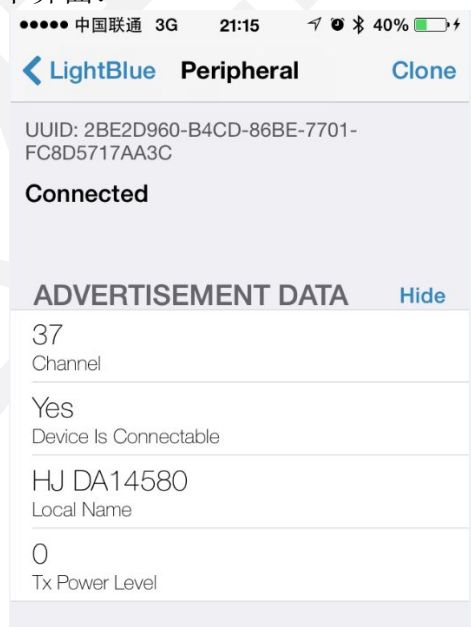 中国联通 3G 21:15 40%
LightBlue Peripheral Clone
UUID: 2BE2D960-B4CD-86BE-7701-
FC8D5717AA3C
Connected
ADVERTISEMENT DATA Hide
37
Channel
Yes
Device Is Connectable
HJ DA14580
Local Name
0
Tx Power Level